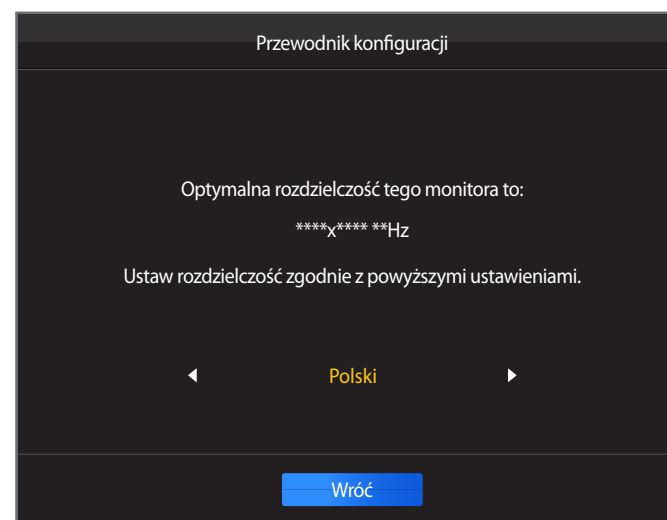 Przewodnik konfiguracji
Optymalna rozdzielczość tego monitora to:
****x**** **Hz
Ustaw rozdzielczość zgodnie z powyższymi ustawieniami.
Polski
Wróć